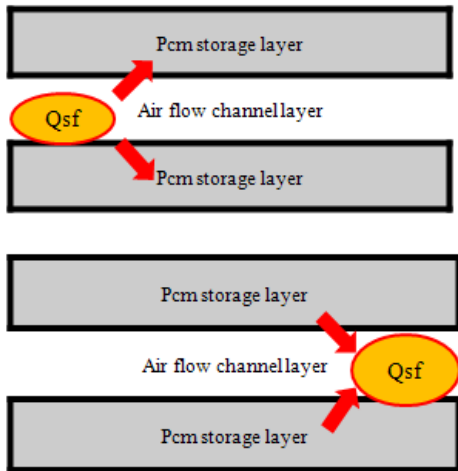 Pcm storage layer
Qsf
Air flow channel layer
Pcm storage layer
Pcm storage layer
Air flow channel layer
Qsf
Pcm storage layer